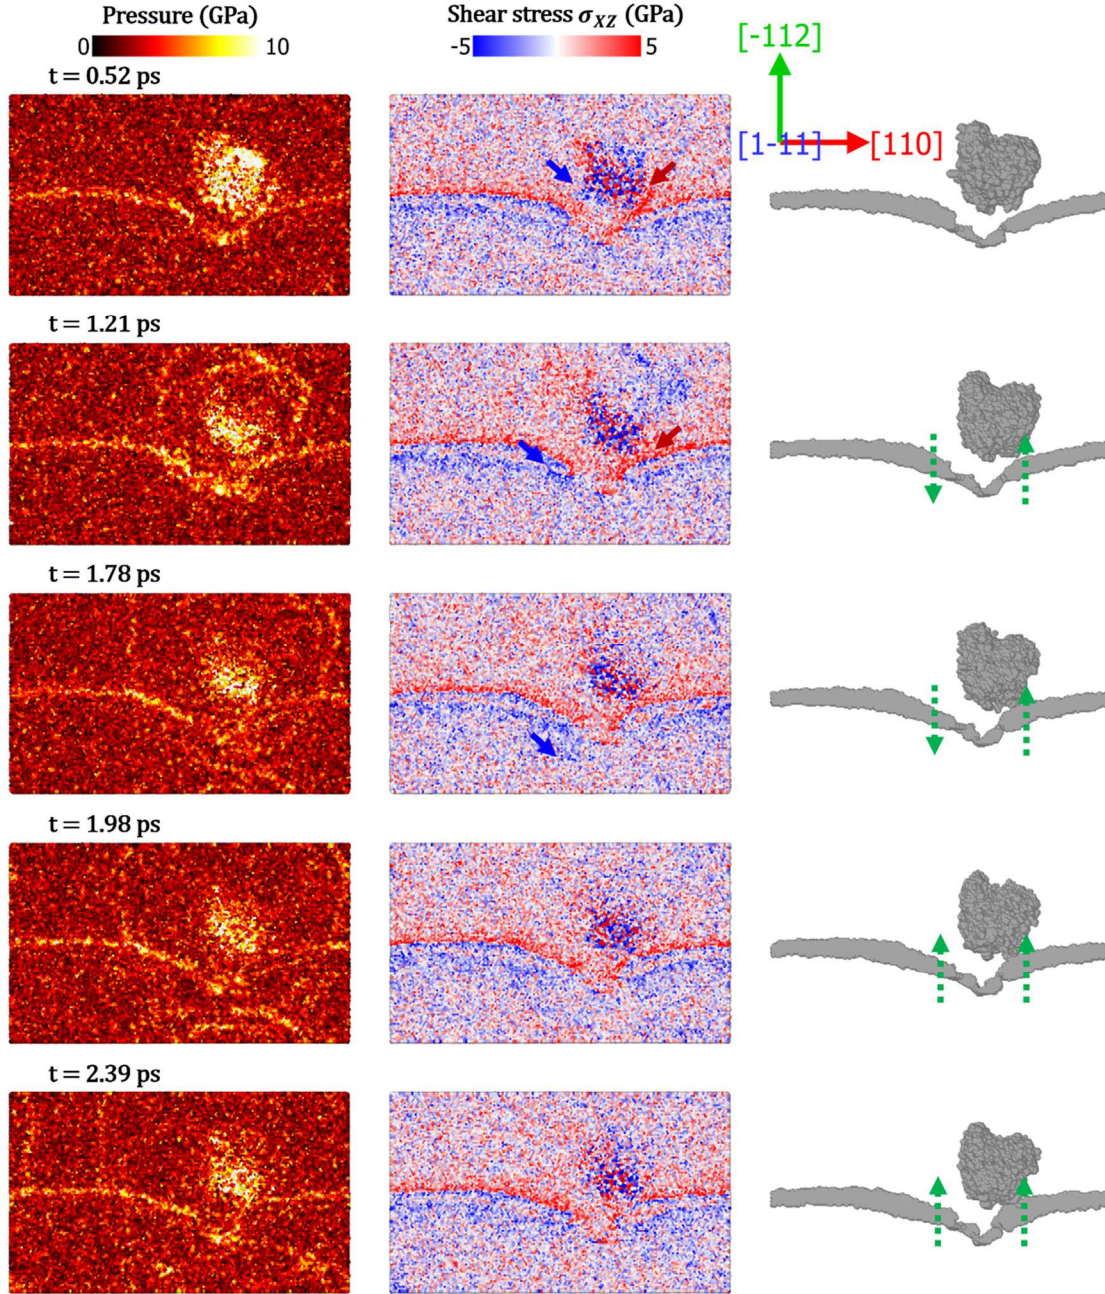 Pressure (GPa)
0 10
Shear stress σXZ (GPa)
-5 5
[-112]
[1-11] [110]
t = 0.52 ps
t = 1.21 ps
t = 1.78 ps
t = 1.98 ps
t = 2.39 ps